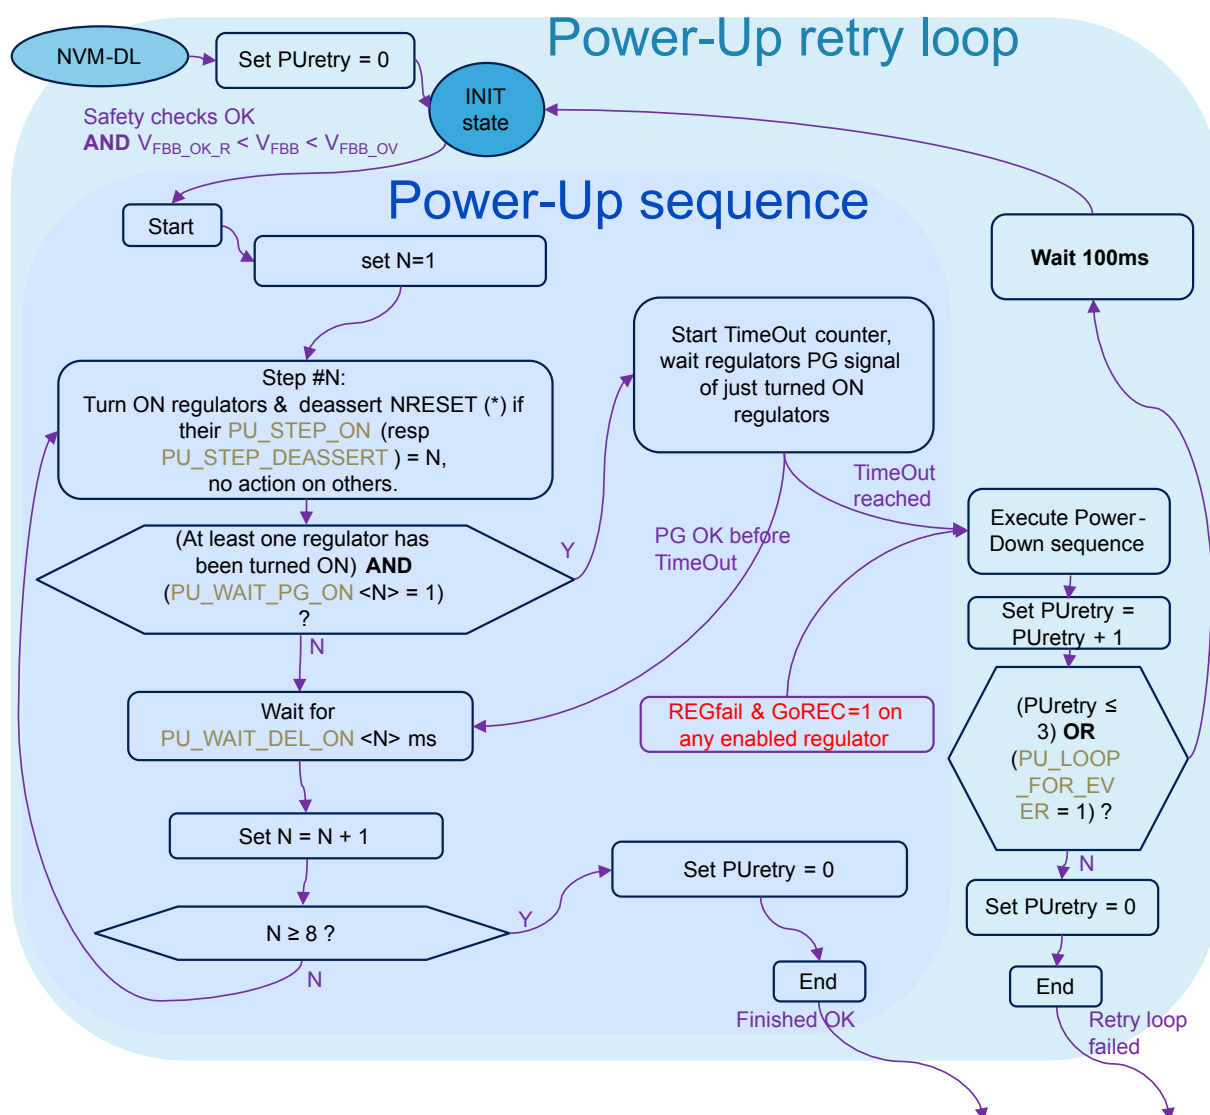 Power-Up retry loop
NVM-DL
Set PUretry = 0
INIT
state
Safety checks OK
AND V_FBB_OK_R < V_FBB < V_FBB_OV
Power-Up sequence
Start
set N=1
Wait 100ms
Step #N:
Turn ON regulators & deassert NRESET (*) if
their PU_STEP_ON (resp
PU_STEP_DEASSERT ) = N,
no action on others.
Start TimeOut counter,
wait regulators PG signal
of just turned ON
regulators
TimeOut
reached
(At least one regulator has
been turned ON) AND
(PU_WAIT_PG_ON <N> = 1)
?
Y
N
PG OK before
TimeOut
Execute Power-
Down sequence
Set PUretry =
PUretry + 1
Wait for
PU_WAIT_DEL_ON <N> ms
REGfail & GoREC=1 on
any enabled regulator
(PUretry ≤
3) OR
(PU_LOOP
_FOR_EV
ER = 1) ?
Set N = N + 1
N ≥ 8 ?
Y
N
Set PUretry = 0
End
Finished OK
N
Set PUretry = 0
End
Retry loop
failed